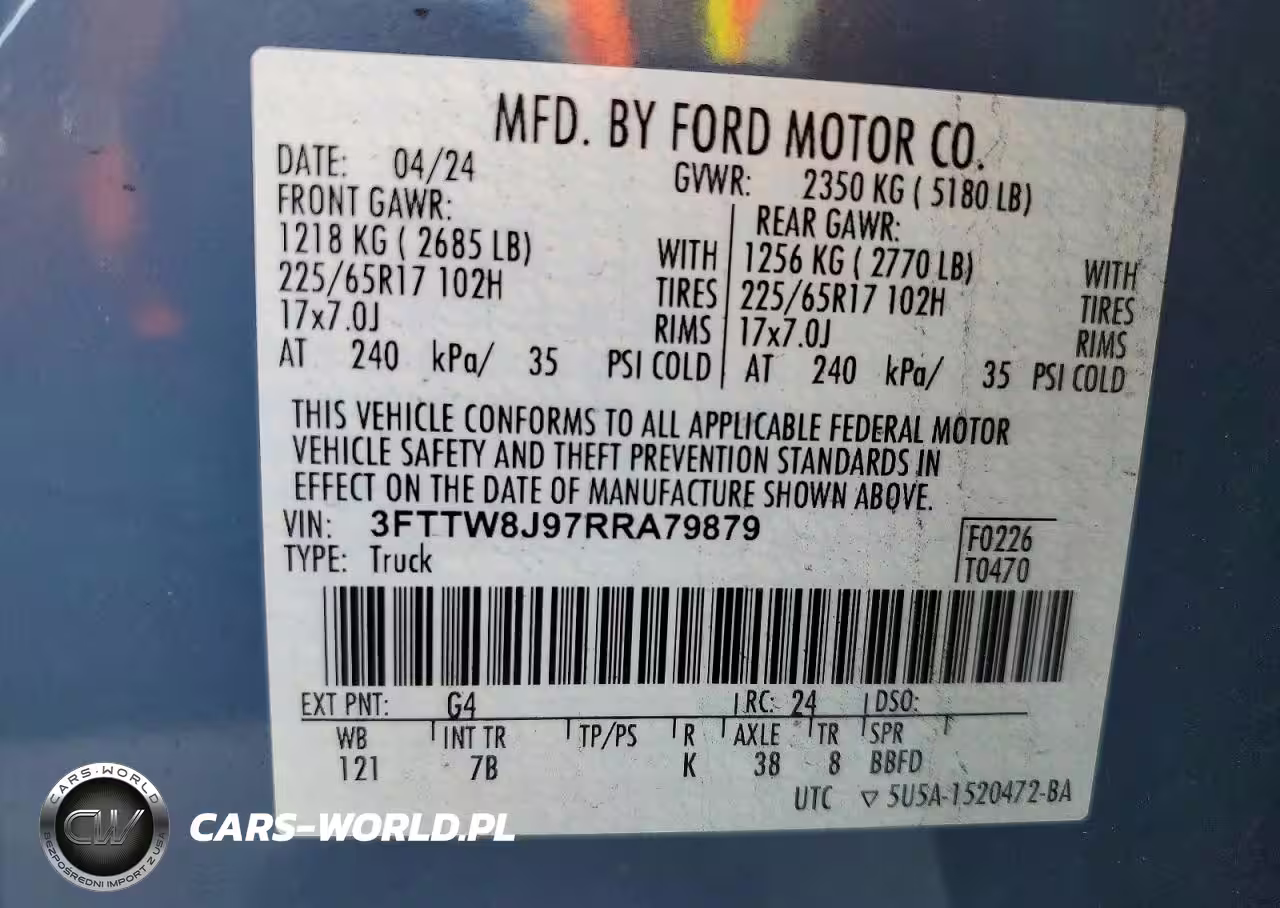 MFD. BY FORD MOTOR CO.
DATE: 04/24 GVWR: 2350 KG ( 5180 LB)
FRONT GAWR: REAR GAWR:
1218 KG ( 2685 LB) WITH 1256 KG ( 2770 LB) WITH
225/65R17 102H TIRES 225/65R17 102H TIRES
17x7.0J RIMS 17x7.0J RIMS
AT 240 kPa/ 35 PSI COLD AT 240 kPa/ 35 PSI COLD
THIS VEHICLE CONFORMS TO ALL APPLICABLE FEDERAL MOTOR
VEHICLE SAFETY AND THEFT PREVENTION STANDARDS IN
EFFECT ON THE DATE OF MANUFACTURE SHOWN ABOVE.
VIN: 3FTTW8J97RRA79879
F0226
TYPE: Truck T0470
EXT PNT: G4 RC: 24 DSO:
WB INT TR TP/PS R AXLE TR SPR
121 7B K 38 8 BBFD
UTC ▽ 5U5A-1520472-BA
CARS-WORLD
CW
BEZPOŚREDNI IMPORT Z USA
CARS-WORLD.PL